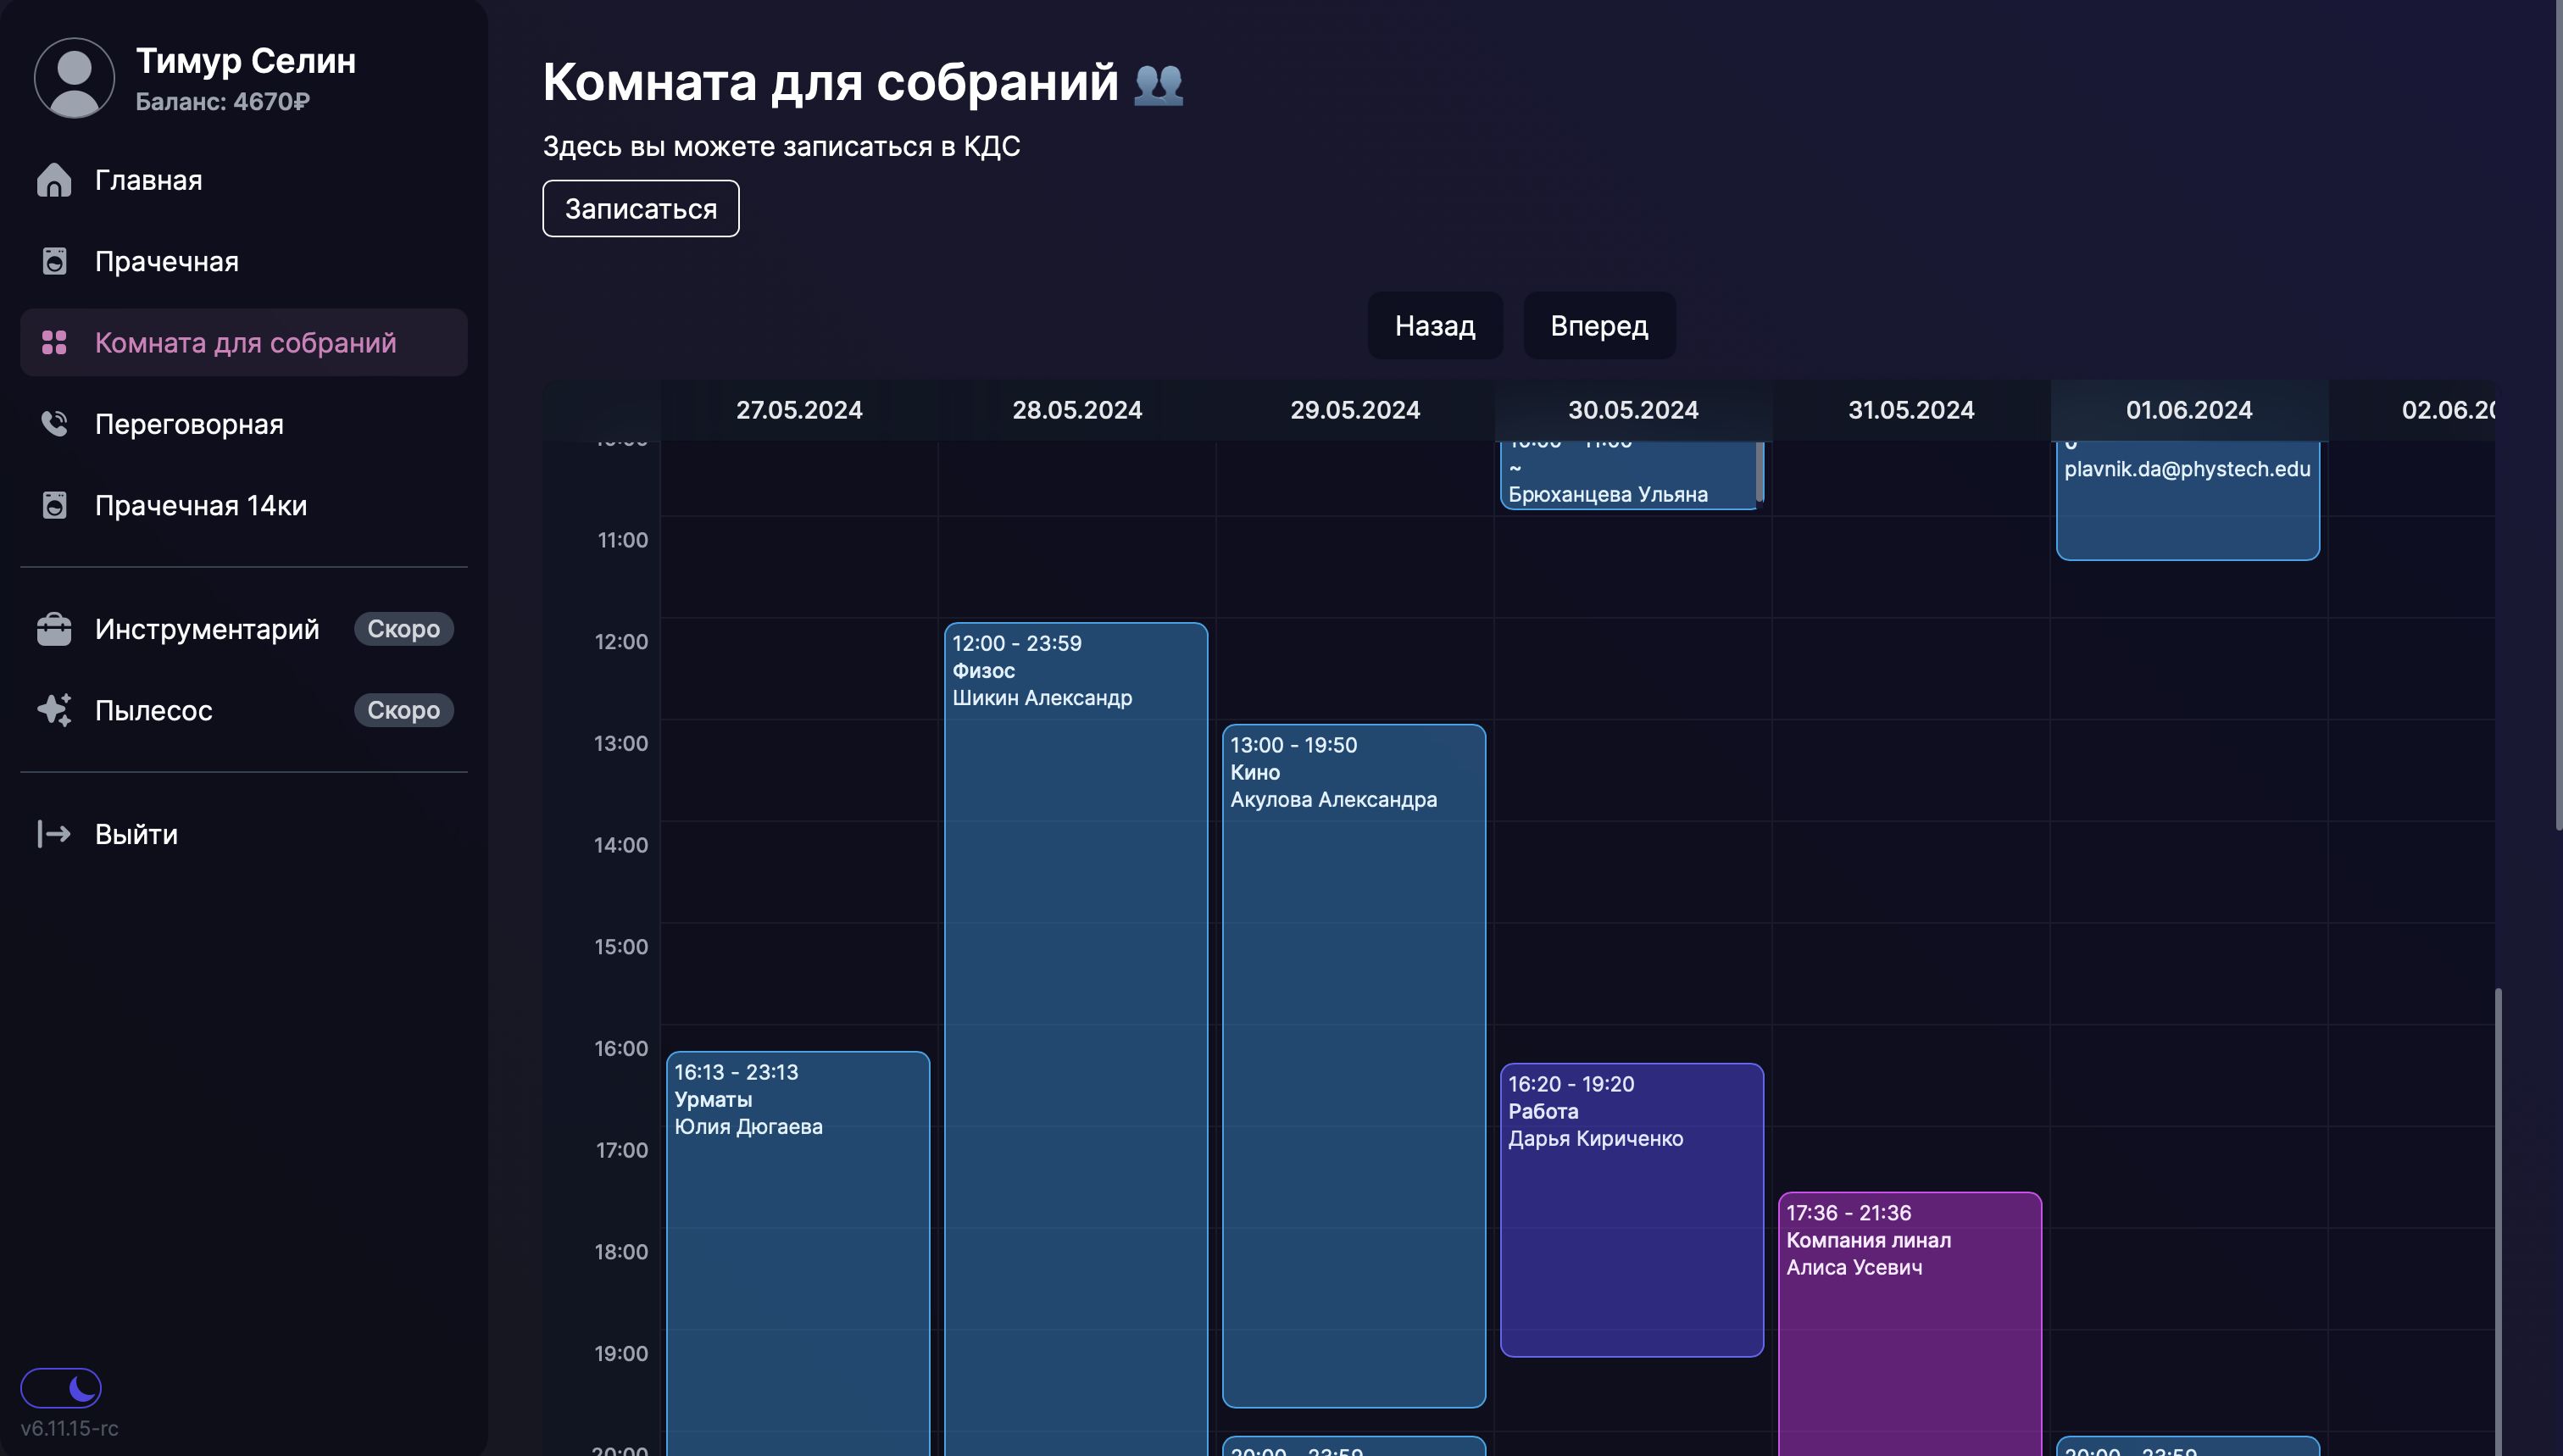 Тимур Селин
Баланс: 4670₽
Главная
Прачечная
Комната для собраний
Переговорная
Прачечная 14ки
Инструментарий Скоро
Пылесос Скоро
Выйти
v6.11.15-rc
Комната для собраний
Здесь вы можете записаться в КДС
Записаться
Назад Вперед
27.05.2024 28.05.2024 29.05.2024 30.05.2024 31.05.2024 01.06.2024 02.06.20
~
Брюханцева Ульяна
plavnik.da@phystech.edu
11:00
12:00
12:00 - 23:59
Физос
Шикин Александр
13:00
13:00 - 19:50
Кино
Акулова Александра
14:00
15:00
16:00
16:13 - 23:13
Урматы
Юлия Дюгаева
16:20 - 19:20
Работа
Дарья Кириченко
17:00
17:36 - 21:36
Компания линал
Алиса Усевич
18:00
19:00
20:00
20:00 - 23:59
20:00 - 23:59